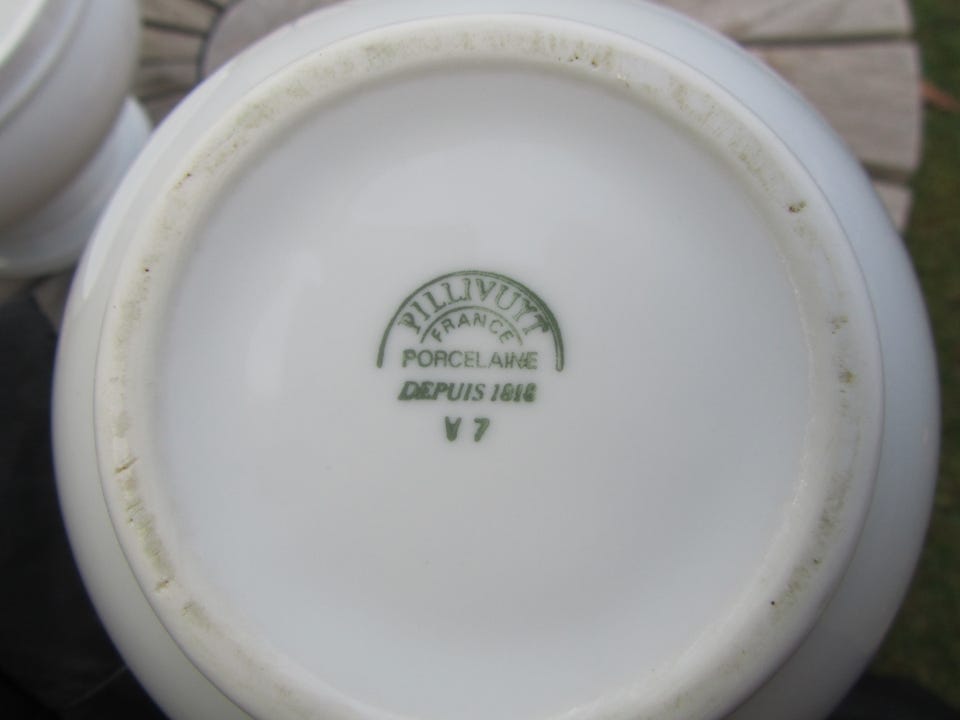 PILLIVUYT
FRANCE
PORCELAINE
DEPUIS 1818
V 7